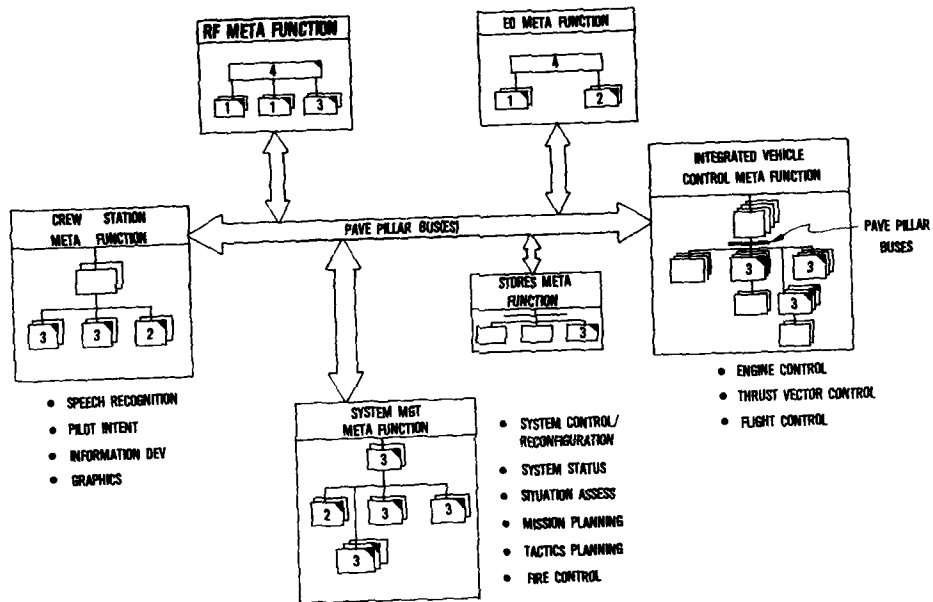 RF META FUNCTION
4
1
1
3
EO META FUNCTION
4
1
2
INTEGRATED VEHICLE
CONTROL META FUNCTION
3
3
3
PAVE PILLAR
BUSES
CREW STATION
META FUNCTION
3
3
2
PAVE PILLAR BUS(ES)
STORES META
FUNCTION
3
• SPEECH RECOGNITION
• PILOT INTENT
• INFORMATION DEV
• GRAPHICS
SYSTEM MGT
META FUNCTION
3
2
3
3
3
• SYSTEM CONTROL/
RECONFIGURATION
• SYSTEM STATUS
• SITUATION ASSESS
• MISSION PLANNING
• TACTICS PLANNING
• FIRE CONTROL
• ENGINE CONTROL
• THRUST VECTOR CONTROL
• FLIGHT CONTROL